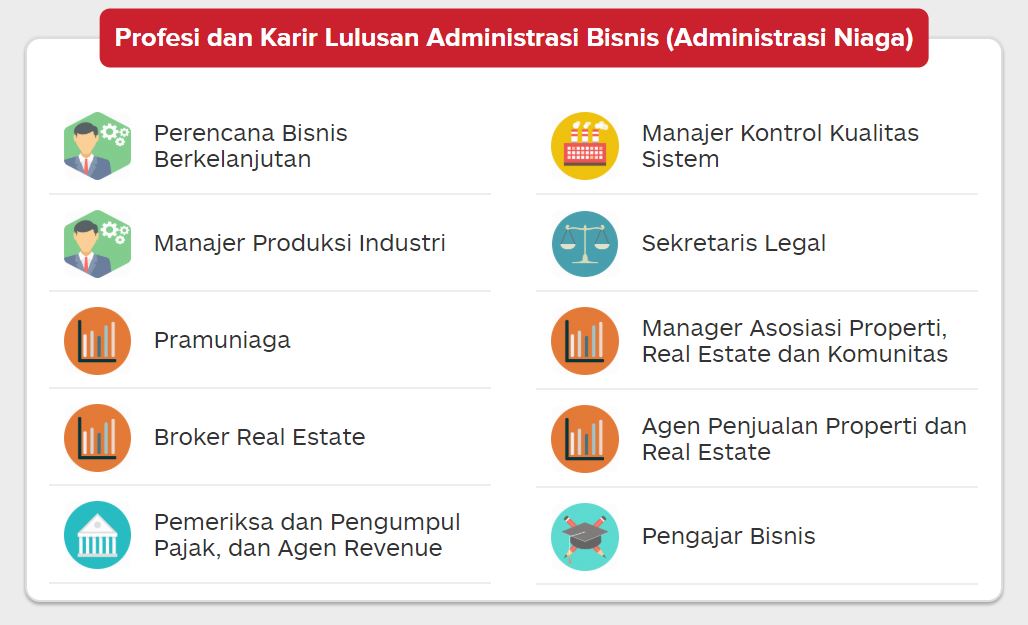 Profesi dan Karir Lulusan Administrasi Bisnis (Administrasi Niaga)
Perencana Bisnis
Berkelanjutan
Manajer Produksi Industri
Pramuniaga
Broker Real Estate
Pemeriksa dan Pengumpul
Pajak, dan Agen Revenue
Manajer Kontrol Kualitas
Sistem
Sekretaris Legal
Manager Asosiasi Properti,
Real Estate dan Komunitas
Agen Penjualan Properti dan
Real Estate
Pengajar Bisnis